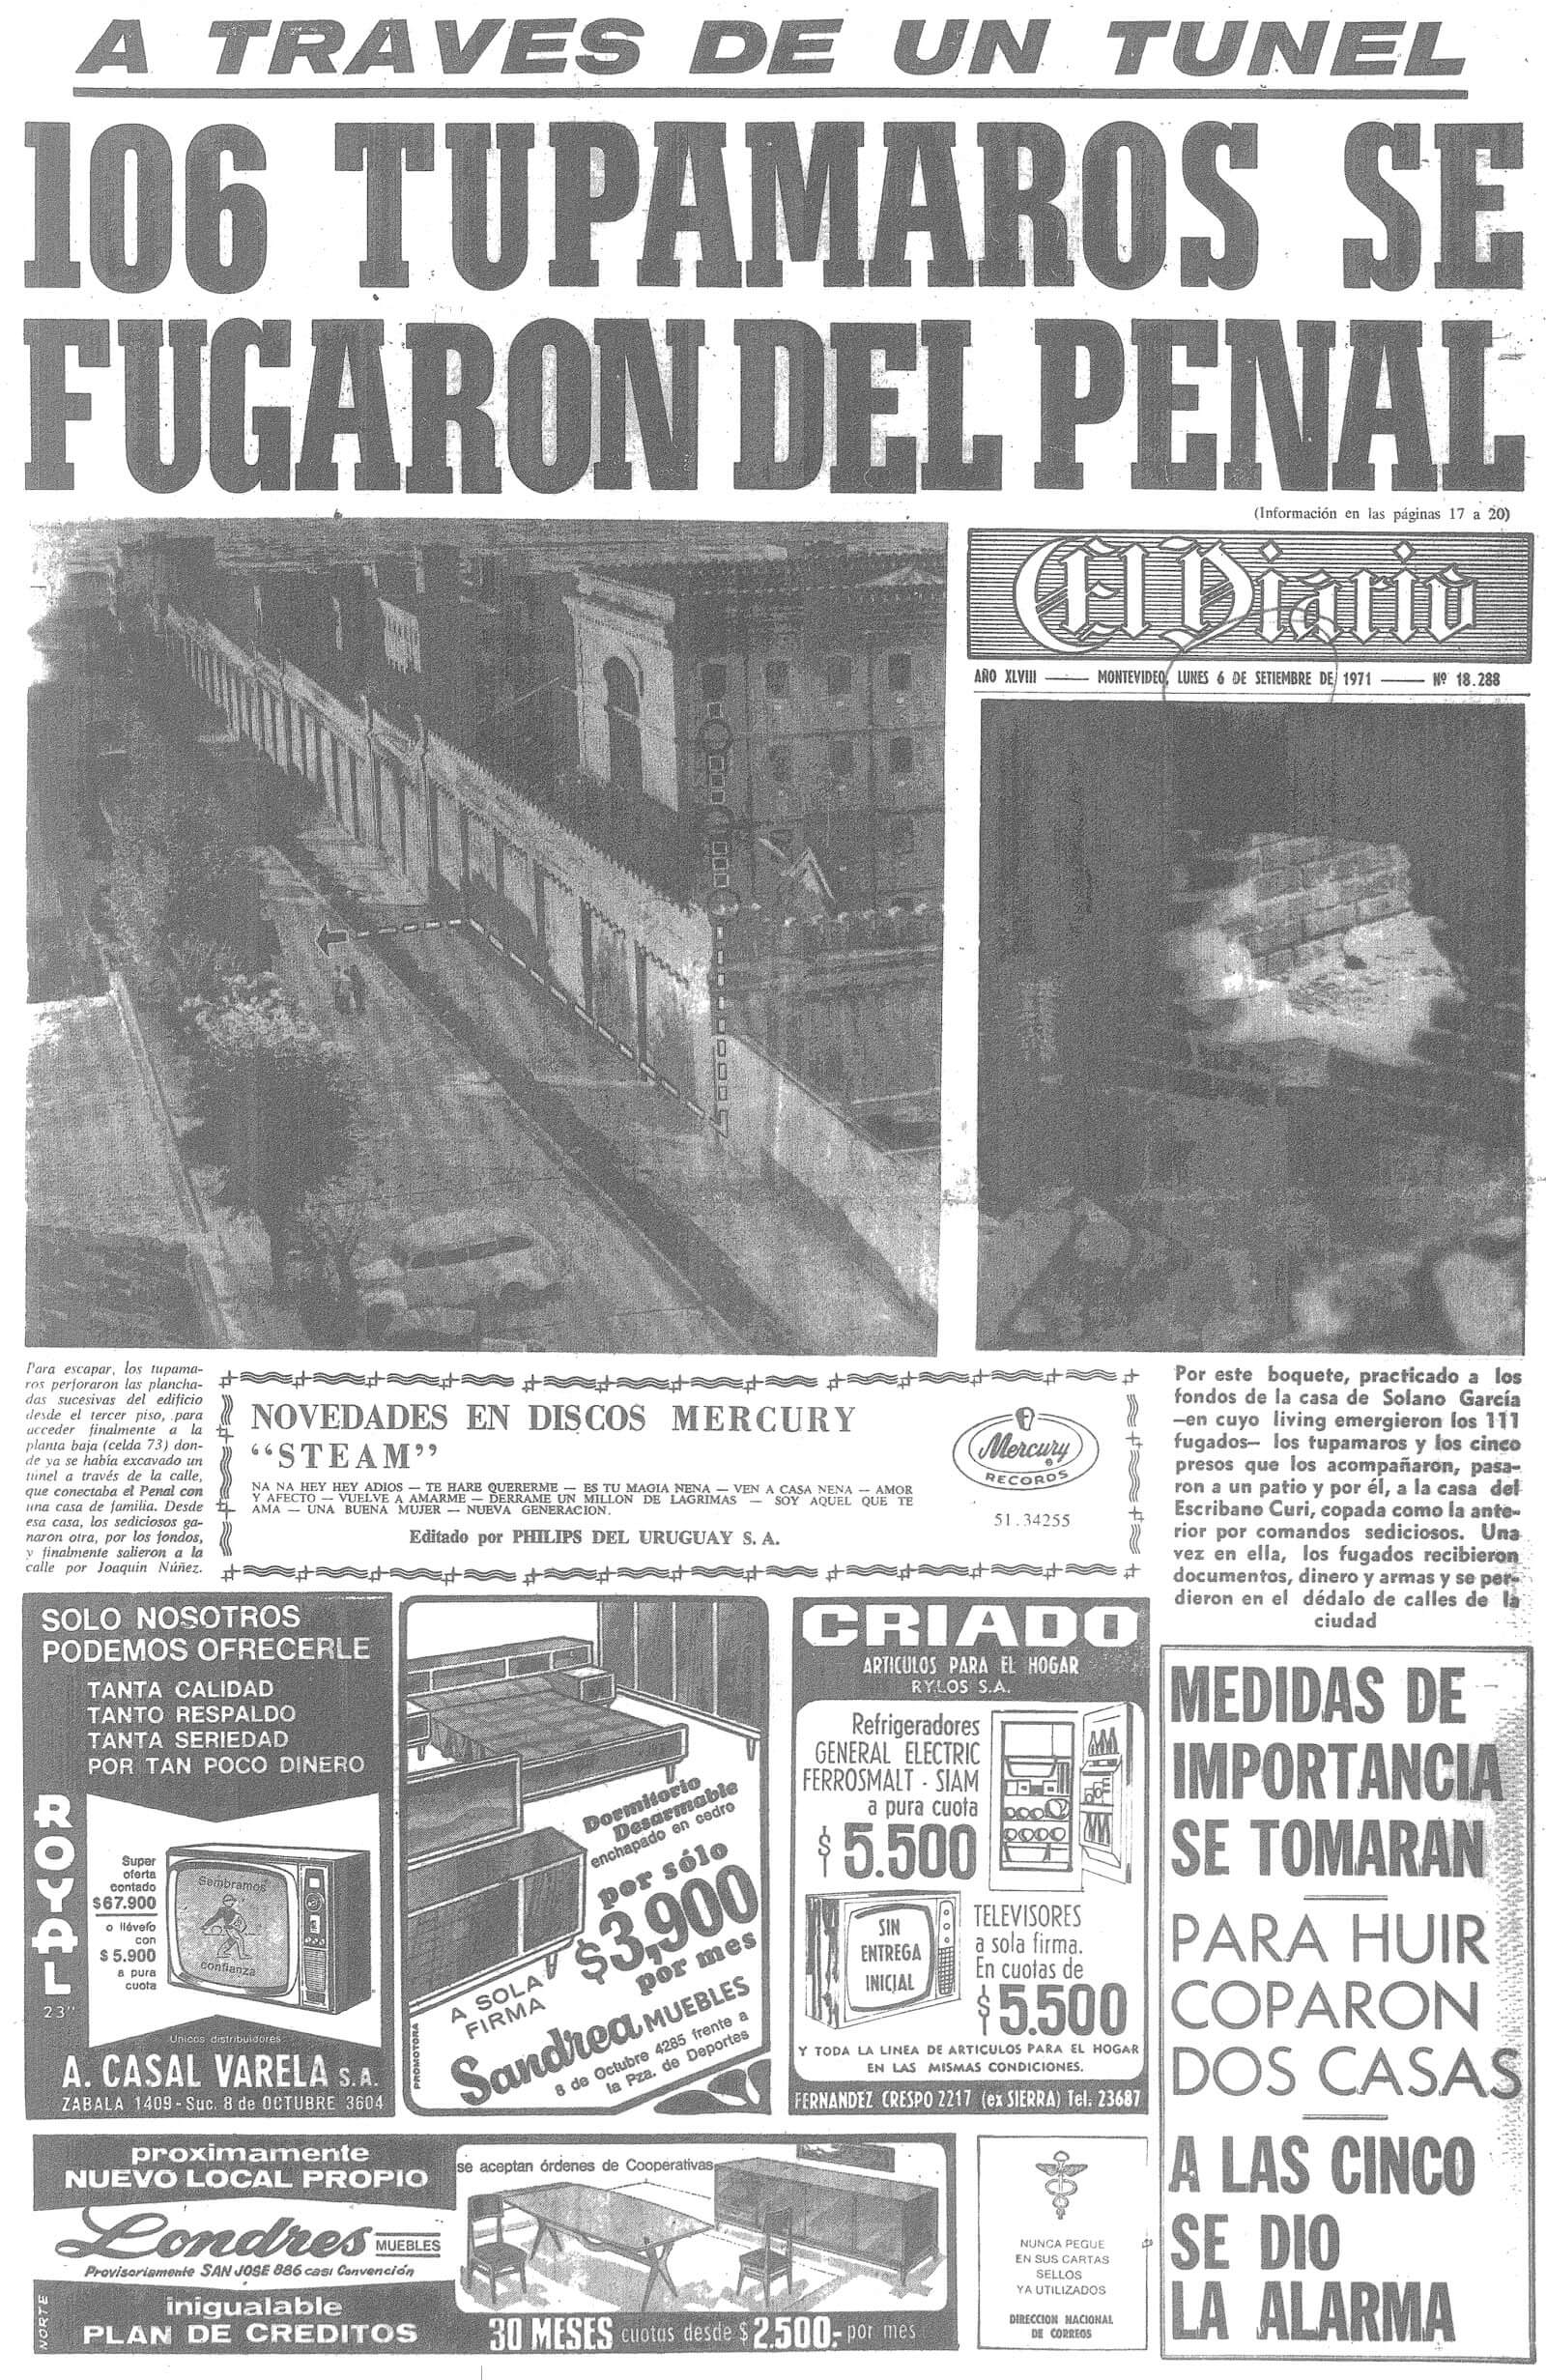 A TRAVES DE UN TUNEL
106 TUPAMAROS SE
FUGARON DEL PENAL
(Información en las páginas 17 a 20)
El Diario
AÑO XLVIII — MONTEVIDEO, LUNES 6 DE SETIEMBRE DE 1971 — Nº 18.288
Para escapar, los tupama-
ros perforaron las plancha-
das sucesivas del edificio
desde el tercer piso, para
acceder finalmente a la
planta baja (celda 73) don-
de ya se había excavado un
túnel a través de la calle,
que conectaba el Penal con
una casa de familia. Desde
esa casa, los sediciosos ga-
naron otra, por los fondos,
y finalmente salieron a la
calle por Joaquín Núñez.
NOVEDADES EN DISCOS MERCURY
“STEAM”
NA NA HEY HEY ADIOS — TE HARE QUERERME — ES TU MAGIA NENA — VEN A CASA NENA — AMOR
Y AFECTO — VUELVE A AMARME — DERRAME UN MILLON DE LAGRIMAS — SOY AQUEL QUE TE
AMA — UNA BUENA MUJER — NUEVA GENERACION.
Editado por PHILIPS DEL URUGUAY S. A.
Mercury
RECORDS
51.34255
Por este boquete, practicado a los
fondos de la casa de Solano García
—en cuyo living emergieron los 111
fugados— los tupamaros y los cinco
presos que los acompañaron, pasa-
ron a un patio y por él, a la casa del
Escribano Curi, copada como la ante-
rior por comandos sediciosos. Una
vez en ella, los fugados recibieron
documentos, dinero y armas y se per-
dieron en el dédalo de calles de la
ciudad
SOLO NOSOTROS
PODEMOS OFRECERLE
TANTA CALIDAD
TANTO RESPALDO
TANTA SERIEDAD
POR TAN POCO DINERO
ROYAL
23"
Super
oferta
contado
$67.900
o llévelo
con
$ 5.900
a pura
cuota
Sembramos
confianza
Unicos distribuidores
A. CASAL VARELA S.A.
ZABALA 1409 - Suc. 8 de OCTUBRE 3604
Dormitorio
Desarmable
enchapado en cedro
por sólo
$3,900
por mes
A SOLA
FIRMA
Sandrea MUEBLES
8 de Octubre 4285 frente a
la Pza. de Deportes
PROMOTORA
CRIADO
ARTICULOS PARA EL HOGAR
RYLOS S.A.
Refrigeradores
GENERAL ELECTRIC
FERROSMALT - SIAM
a pura cuota
$ 5.500
SIN
ENTREGA
INICIAL
TELEVISORES
a sola firma.
En cuotas de
$ 5.500
Y TODA LA LINEA DE ARTICULOS PARA EL HOGAR
EN LAS MISMAS CONDICIONES.
FERNANDEZ CRESPO 2217 (ex SIERRA) Tel: 23687
MEDIDAS DE
IMPORTANCIA
SE TOMARAN
PARA HUIR
COPARON
DOS CASAS
A LAS CINCO
SE DIO
LA ALARMA
proximamente
NUEVO LOCAL PROPIO
Londres MUEBLES
Provisoriamente SAN JOSE 886 casi Convención
inigualable
PLAN DE CREDITOS
NORTE
se aceptan órdenes de Cooperativas
30 MESES cuotas desde $ 2.500,- por mes
NUNCA PEGUE
EN SUS CARTAS
SELLOS
YA UTILIZADOS
DIRECCION NACIONAL
DE CORREOS